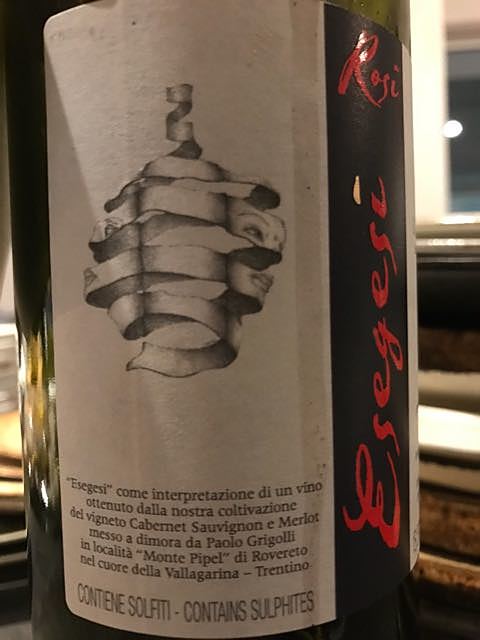 Rosi
Esegesi
"Esegesi" come interpretazione di un vino
ottenuto dalla nostra coltivazione
del vigneto Cabernet Sauvignon e Merlot
messo a dimora da Paolo Grigolli
in località "Monte Pipel" di Rovereto
nel cuore della Vallagarina – Trentino
CONTIENE SOLFITI - CONTAINS SULPHITES